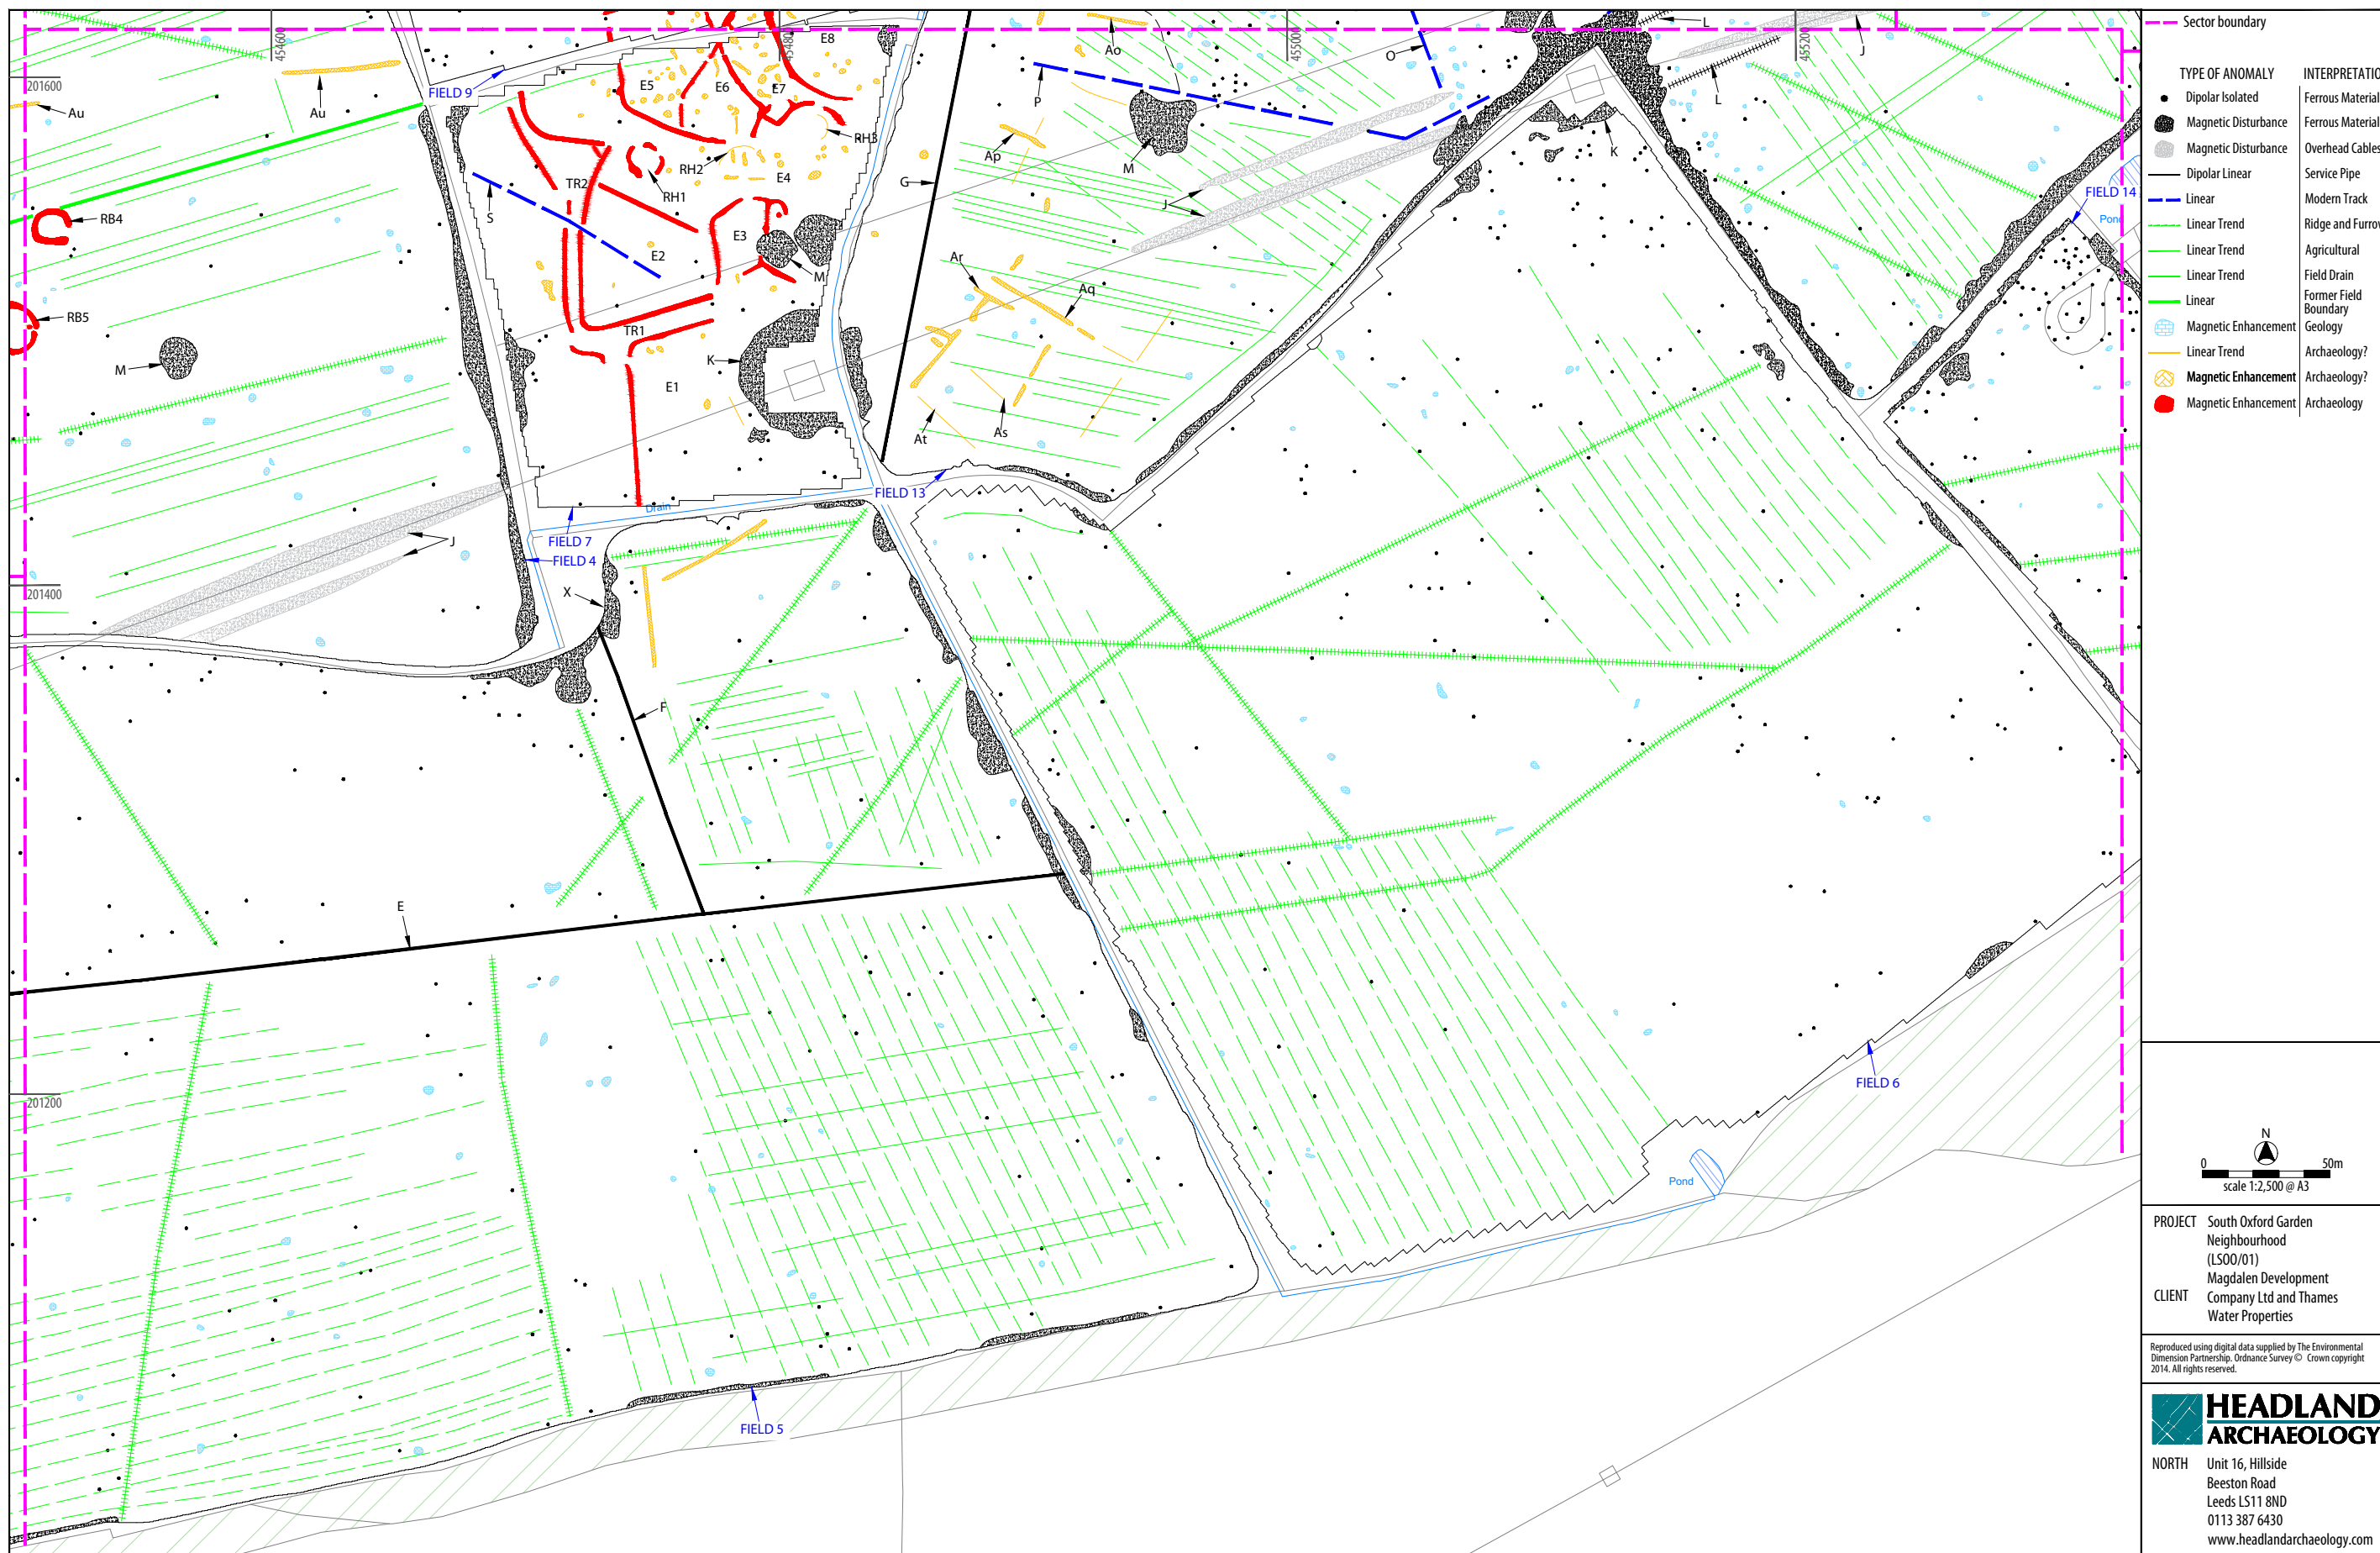 454600
454800
455000
455200
201600
201400
201200
E8
Ao
L
J
O
FIELD 9
E5
E6
E7
P
L
Au
Au
K
RH3
Ap
M
RH2
E4
TR2
RH1
G
S
J
FIELD 14
Pond
RB4
E3
E2
M
Ar
Aq
RB5
TR1
M
K
E1
At
As
Drain
FIELD 13
J
FIELD 7
FIELD 4
X
F
E
FIELD 6
Pond
FIELD 5
Sector boundary
TYPE OF ANOMALY INTERPRETATIO
Dipolar Isolated Ferrous Material
Magnetic Disturbance Ferrous Material
Magnetic Disturbance Overhead Cables
Dipolar Linear Service Pipe
Linear Modern Track
Linear Trend Ridge and Furrow
Linear Trend Agricultural
Linear Trend Field Drain
Linear Former Field
Boundary
Magnetic Enhancement Geology
Linear Trend Archaeology?
Magnetic Enhancement Archaeology?
Magnetic Enhancement Archaeology
N
0 50m
scale 1:2,500 @ A3
PROJECT South Oxford Garden
Neighbourhood
(LSOO/01)
Magdalen Development
CLIENT Company Ltd and Thames
Water Properties
Reproduced using digital data supplied by The Environmental
Dimension Partnership. Ordnance Survey © Crown copyright
2014. All rights reserved.
HEADLAND
ARCHAEOLOGY
NORTH Unit 16, Hillside
Beeston Road
Leeds LS11 8ND
0113 387 6430
www.headlandarchaeology.com